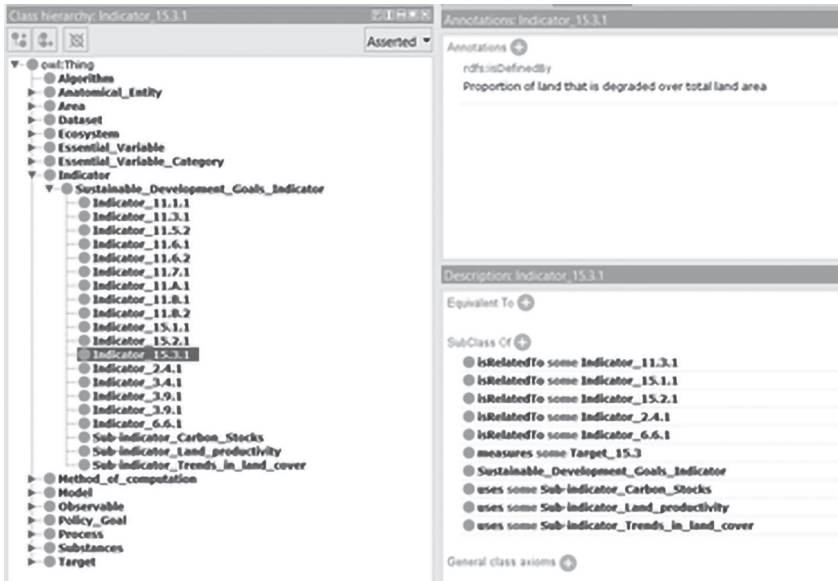 Class hierarchy: Indicator_15.3.1
Asserted
owl:Thing
Algorithm
Anatomical_Entity
Area
Dataset
Ecosystem
Essential_Variable
Essential_Variable_Category
Indicator
Sustainable_Development_Goals_Indicator
Indicator_11.1.1
Indicator_11.3.1
Indicator_11.5.2
Indicator_11.6.1
Indicator_11.6.2
Indicator_11.7.1
Indicator_11.A.1
Indicator_11.B.1
Indicator_11.B.2
Indicator_15.1.1
Indicator_15.2.1
Indicator_15.3.1
Indicator_2.4.1
Indicator_3.4.1
Indicator_3.9.1
Indicator_3.9.1
Indicator_6.6.1
Sub-indicator_Carbon_Stocks
Sub-indicator_Land_productivity
Sub-indicator_Trends_in_land_cover
Method_of_computation
Model
Observable
Policy_Goal
Process
Substances
Target
Annotations: Indicator_15.3.1
Annotations
rdfs:isDefinedBy
Proportion of land that is degraded over total land area
Description: Indicator_15.3.1
Equivalent To
SubClass Of
isRelatedTo some Indicator_11.3.1
isRelatedTo some Indicator_15.1.1
isRelatedTo some Indicator_15.2.1
isRelatedTo some Indicator_2.4.1
isRelatedTo some Indicator_6.6.1
measures some Target_15.3
Sustainable_Development_Goals_Indicator
uses some Sub-indicator_Carbon_Stocks
uses some Sub-indicator_Land_productivity
uses some Sub-indicator_Trends_in_land_cover
General class axioms